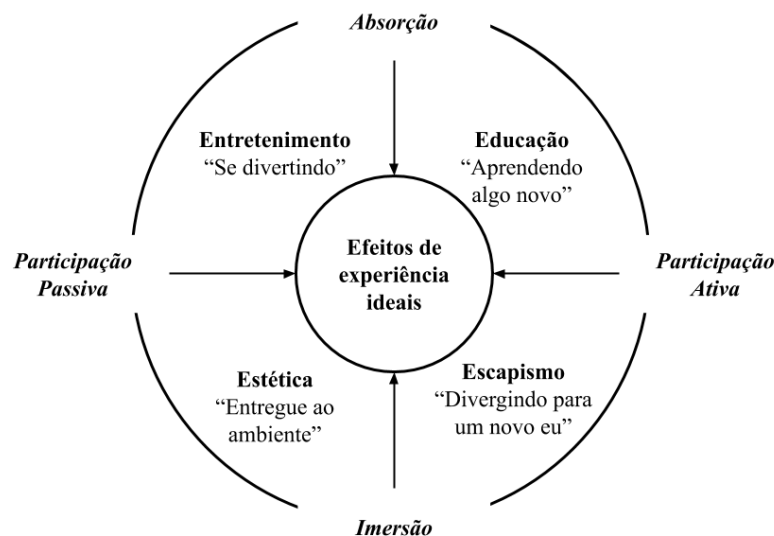 Absorção
Entretenimento
“Se divertindo”
Educação
“Aprendendo
algo novo”
Participação
Passiva
Efeitos de
experiência
ideais
Participação
Ativa
Estética
“Entregue ao
ambiente”
Escapismo
“Divergindo para
um novo eu”
Imersão